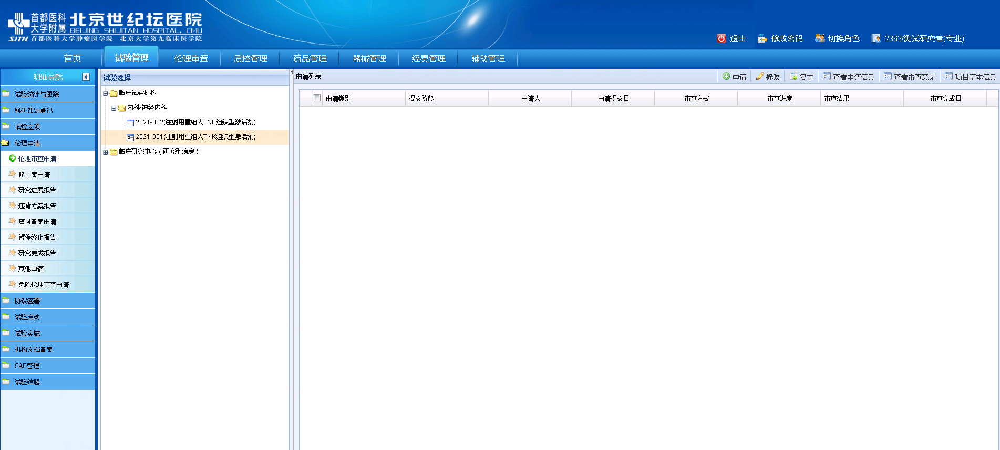 首都医科
大学附属
北京世纪坛医院
BEIJING SHIJITAN HOSPITAL, CMU
SJTH 首都医科大学肿瘤医学院 北京大学第九临床医学院
退出 修改密码 切换角色 2362/测试研究者(专业)
首页 试验管理 伦理审查 质控管理 药品管理 器械管理 经费管理 辅助管理
明细导航
试验统计与跟踪
科研课题登记
试验立项
伦理申请
伦理审查申请
修正案申请
研究进展报告
违背方案报告
资料备案申请
暂停终止报告
研究完成报告
其他申请
免除伦理审查申请
协议签署
试验启动
试验实施
机构文档备案
SAE管理
试验结题
试验选择
临床试验机构
内科·神经内科
2021-002(注射用重组人TNK组织型激活剂)
2021-001(注射用重组人TNK组织型激活剂)
临床研究中心（研究型病房）
申请列表
申请 修改 复审 查看申请信息 查看审查意见 项目基本信息
申请类别 提交阶段 申请人 申请提交日 审查方式 审查进度 审查结果 审查完成日